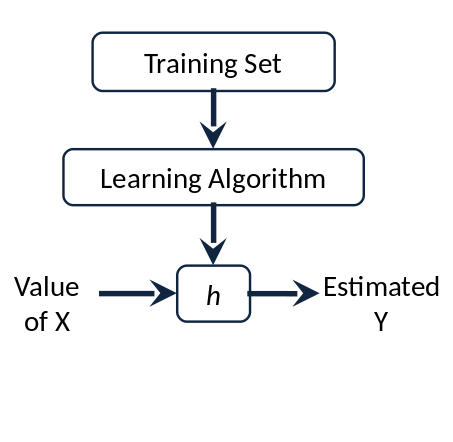 Training Set
Learning Algorithm
Value
of X
h
Estimated
Y